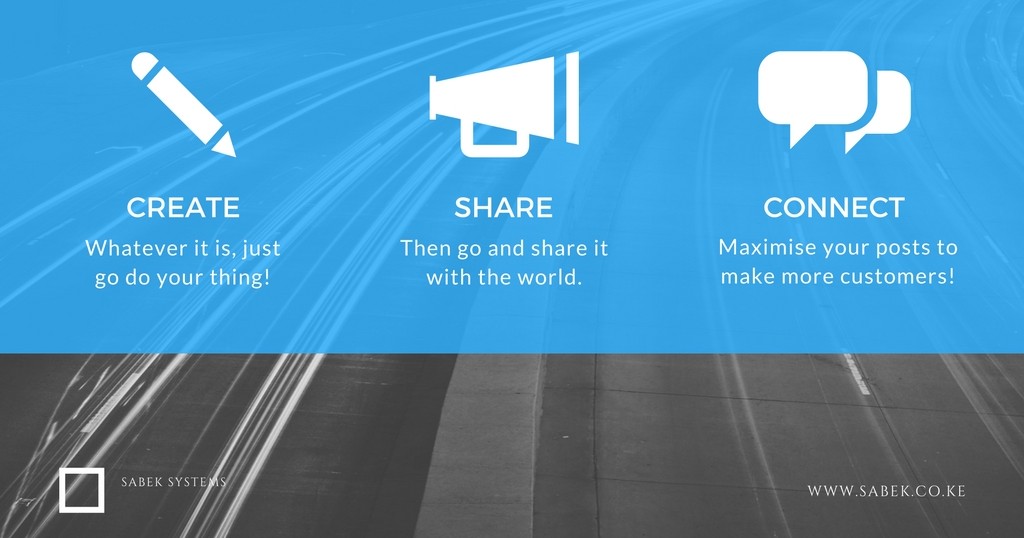 CREATE
Whatever it is, just
go do your thing!
SHARE
Then go and share it
with the world.
CONNECT
Maximise your posts to
make more customers!
SABEK SYSTEMS
WWW.SABEK.CO.KE